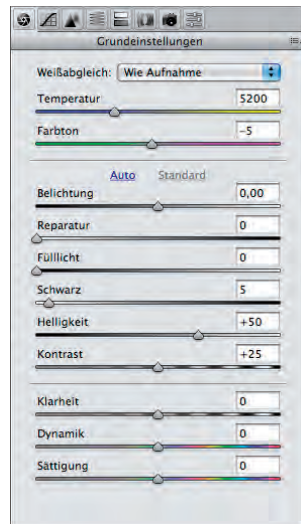 Grundeinstellungen
Weißabgleich: Wie Aufnahme
Temperatur 5200
Farbton -5
Auto Standard
Belichtung 0,00
Reparatur 0
Fülllicht 0
Schwarz 5
Helligkeit +50
Kontrast +25
Klarheit 0
Dynamik 0
Sättigung 0